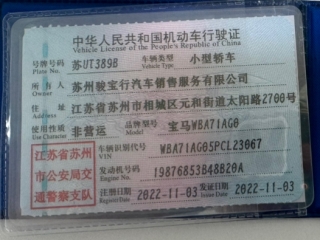 中华人民共和国机动车行驶证
Vehicle License of the People's Republic of China
号牌号码 苏UT389B 车辆类型 小型轿车
Plate No. Vehicle Type
所有人 苏州骏宝行汽车销售服务有限公司
Owner
住址 江苏省苏州市相城区元和街道太阳路2700号
Address
使用性质 非营运 品牌型号 宝马WBA71AG0
Use Character Model
江苏省苏州市公安局交通警察支队
车辆识别代号 WBA71AG05PCL23067
VIN
发动机号码 19876853B48B20A
Engine No.
注册日期 2022-11-03 发证日期 2022-11-03
Register Date Issue Date